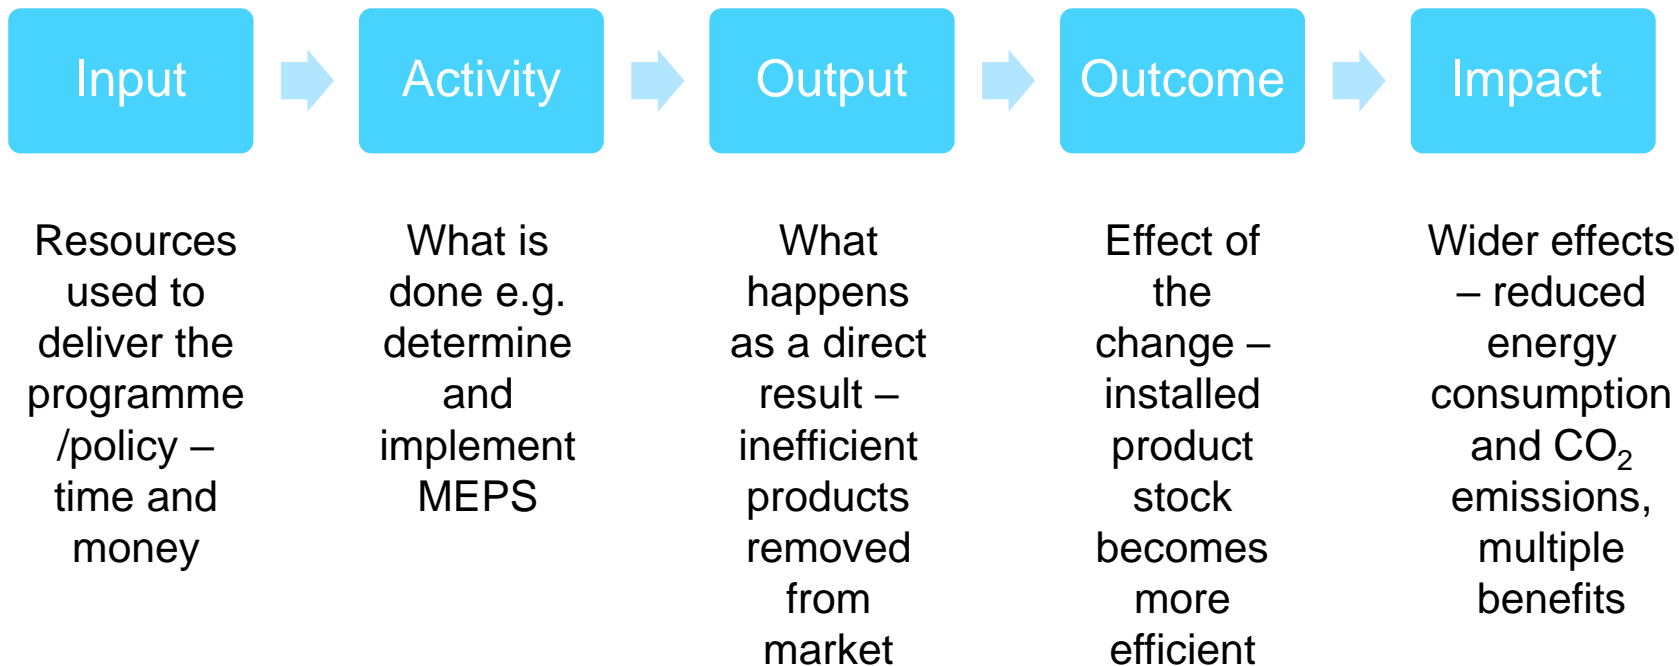 Input
Activity
Output
Outcome
Impact
Resources
used to
deliver the
programme
/policy –
time and
money
What is
done e.g.
determine
and
implement
MEPS
What
happens
as a direct
result –
inefficient
products
removed
from
market
Effect of
the
change –
installed
product
stock
becomes
more
efficient
Wider effects
– reduced
energy
consumption
and CO₂
emissions,
multiple
benefits